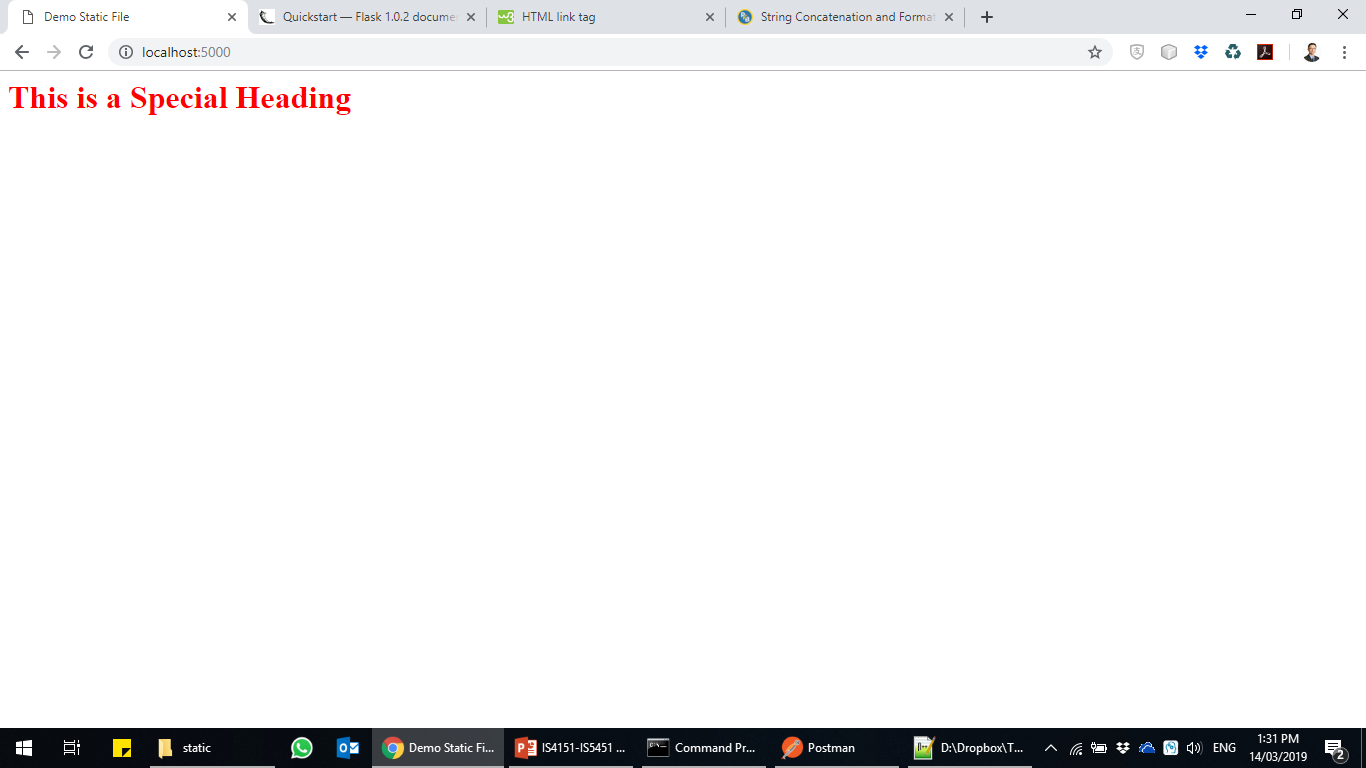 Demo Static File
Quickstart — Flask 1.0.2 docume
HTML link tag
String Concatenation and Format
localhost:5000
This is a Special Heading
static
Demo Static Fi...
IS4151-IS5451 ...
Command Pr...
Postman
D:\Dropbox\T...
ENG
1:31 PM
14/03/2019
2